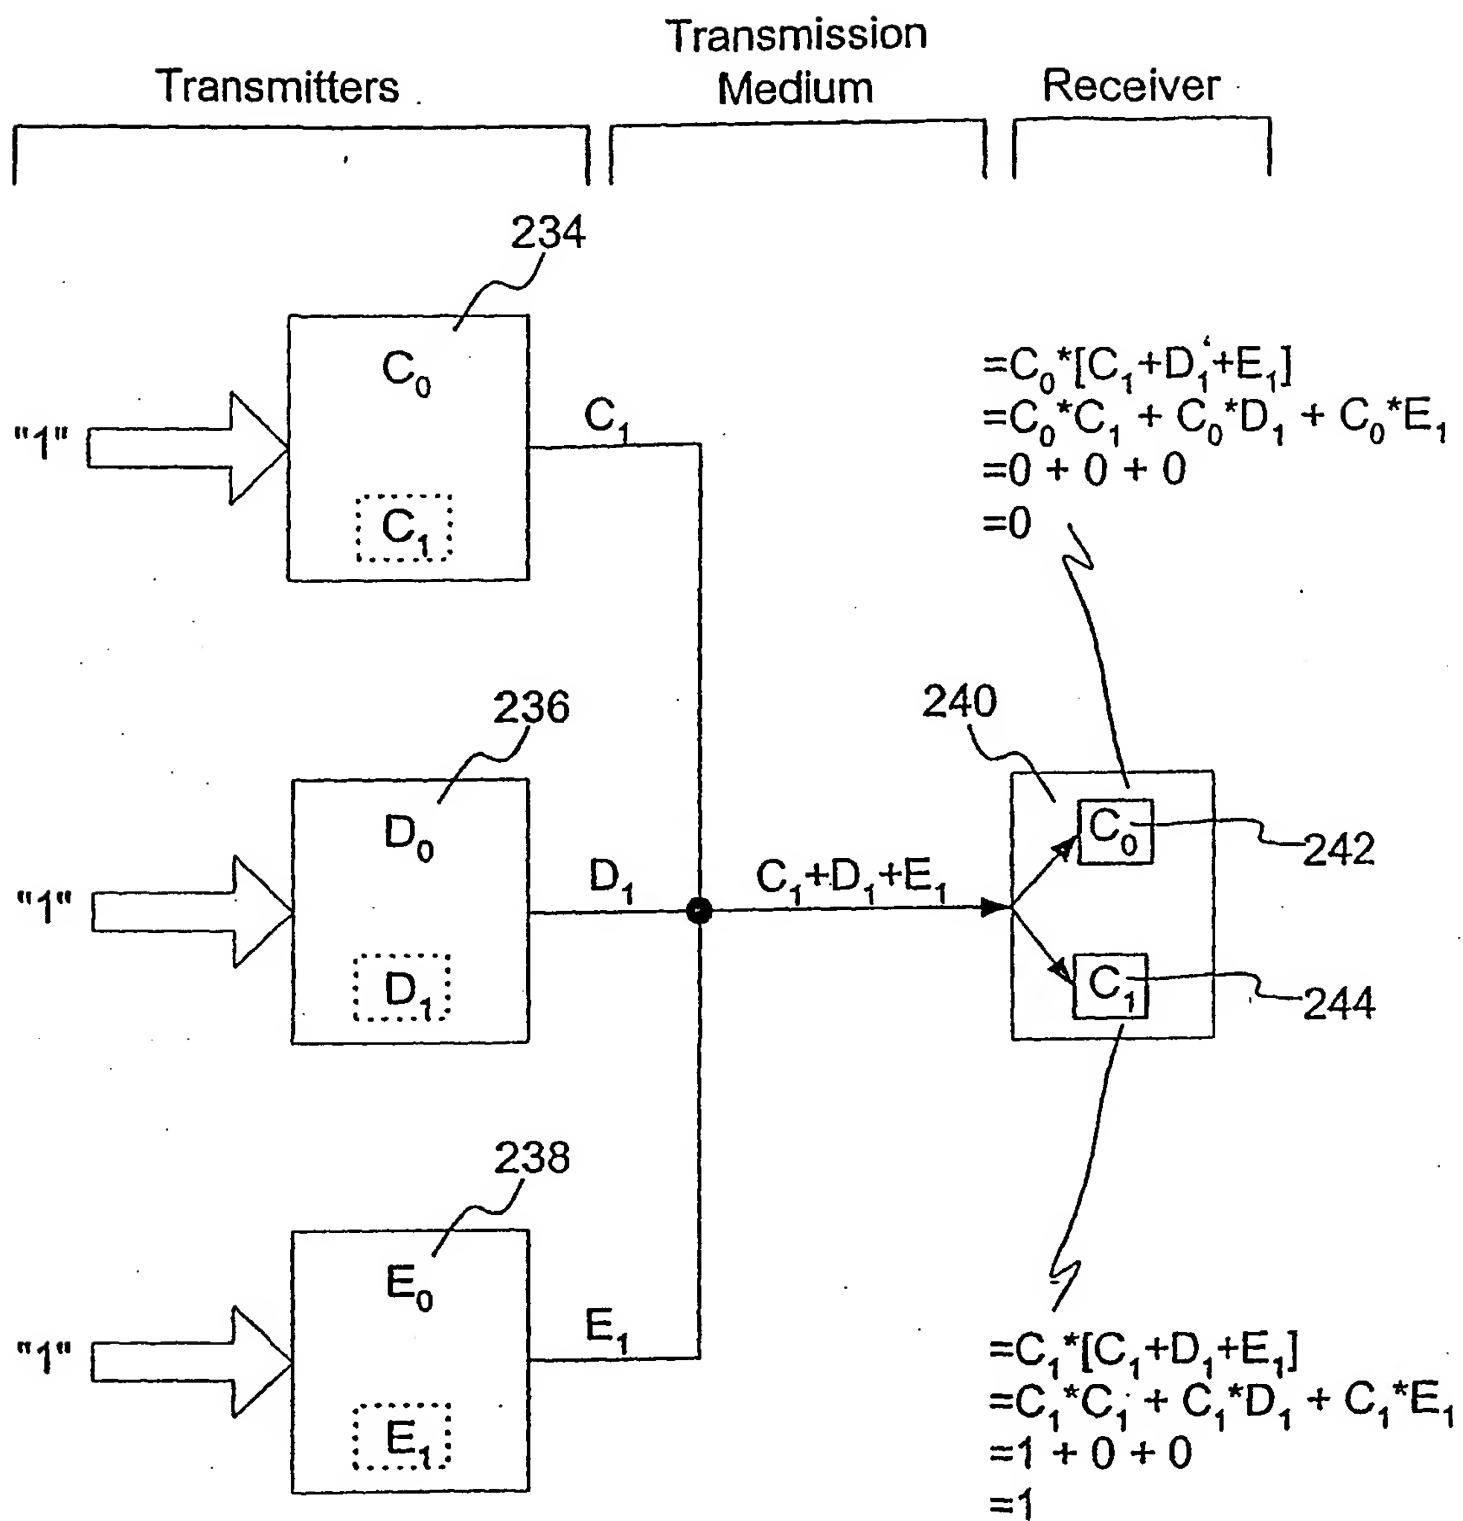 Transmitters
Transmission
Medium
Receiver
234
"1"
C₀
C₁
C₁
=C₀*[C₁+D₁+E₁]
=C₀*C₁ + C₀*D₁ + C₀*E₁
=0 + 0 + 0
=0
236
"1"
D₀
D₁
D₁
C₁+D₁+E₁
240
C₀
242
C₁
244
238
"1"
E₀
E₁
E₁
=C₁*[C₁+D₁+E₁]
=C₁*C₁ + C₁*D₁ + C₁*E₁
=1 + 0 + 0
=1